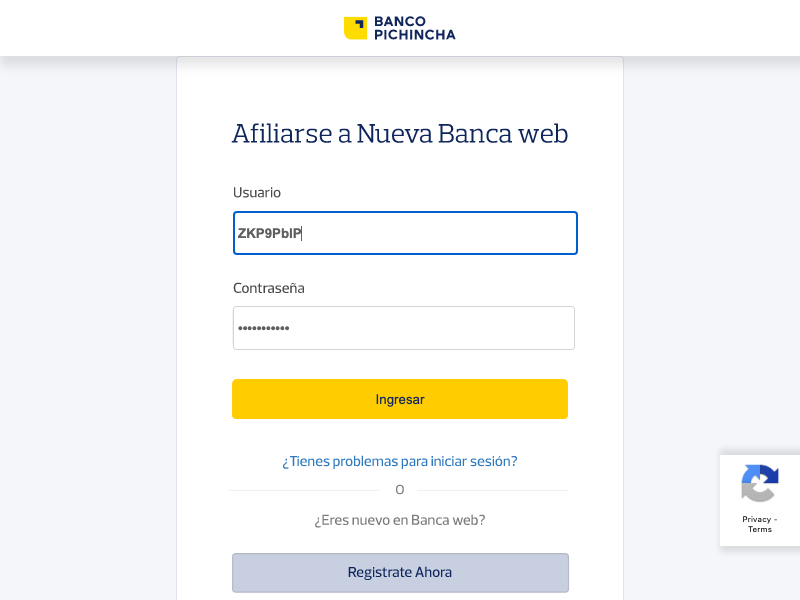 BANCO
PICHINCHA
Afiliarse a Nueva Banca web
Usuario
ZKP9PbIP
Contraseña
•••••••••••
Ingresar
¿Tienes problemas para iniciar sesión?
O
¿Eres nuevo en Banca web?
Registrate Ahora
Privacy -
Terms